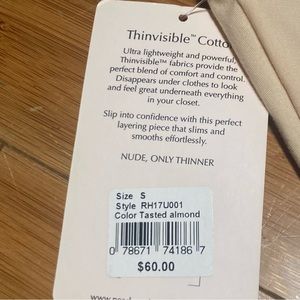 Thinvisible™ Cotto
Ultra lightweight and powerful,
Thinvisible™ fabrics provide the
perfect blend of comfort and control.
Disappears under clothes to look
and feel great underneath everything
in your closet.
Slip into confidence with this perfect
layering piece that slims and
smooths effortlessly.
NUDE, ONLY THINNER
Size S
Style RH17U001
Color Tasted almond
0 78671 74186 7
$60.00